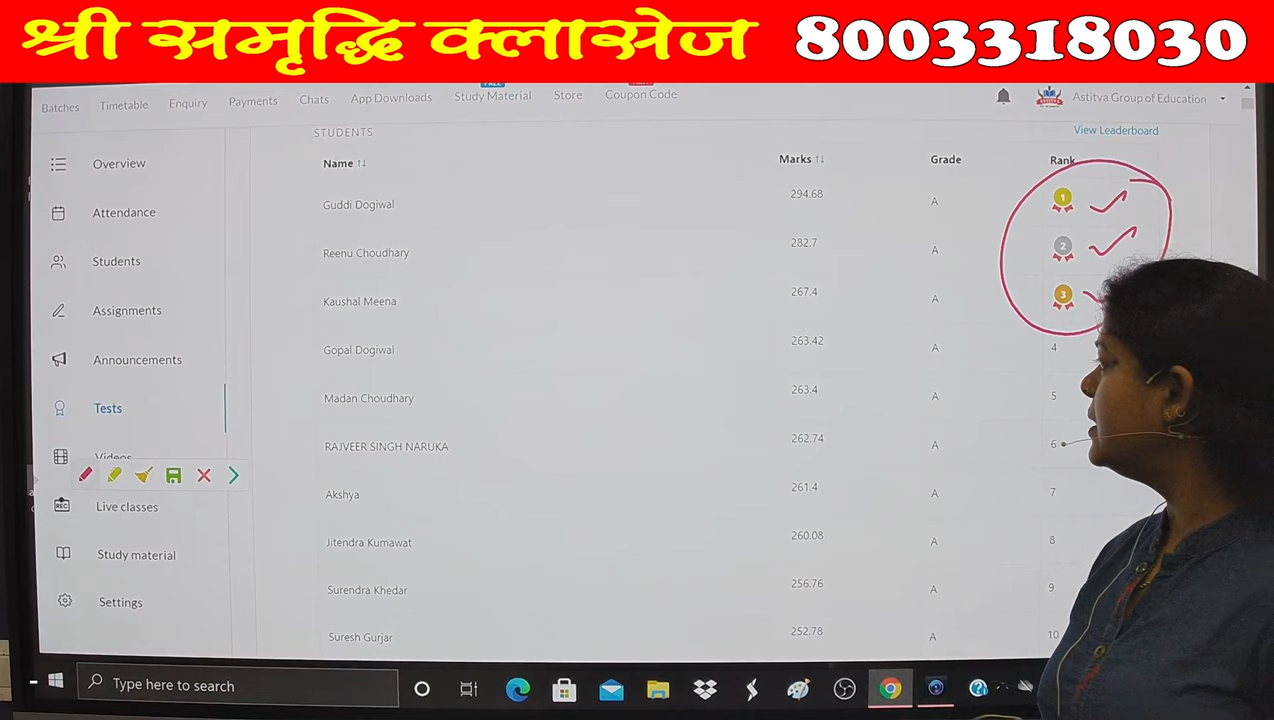 श्री समृद्धि क्लासेज 8003318030
Batches Timetable Enquiry Payments Chats App Downloads Study Material Store Coupon Code Astitva Group of Education
STUDENTS View Leaderboard
Name ↑↓ Marks ↑↓ Grade Rank
Overview
Attendance
Students
Assignments
Announcements
Tests
Videos
Live classes
Study material
Settings
Guddi Dogiwal 294.68 A 1
Reenu Choudhary 282.7 A 2
Kaushal Meena 267.4 A 3
Gopal Dogiwal 263.42 A 4
Madan Choudhary 263.4 A 5
RAJVEER SINGH NARUKA 262.74 A 6
Akshya 261.4 A 7
Jitendra Kumawat 260.08 A 8
Surendra Khedar 256.76 A 9
Suresh Gurjar 252.78 A 10
REC
Type here to search